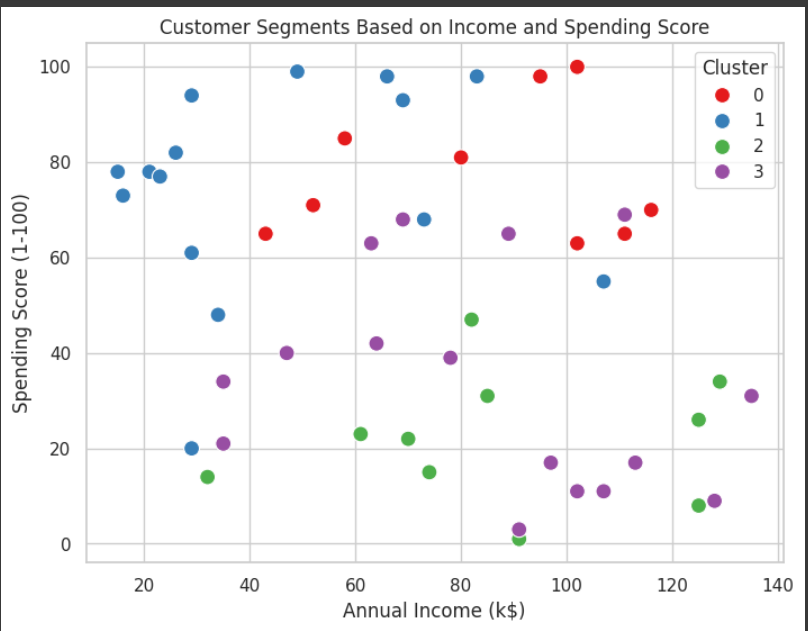 Customer Segments Based on Income and Spending Score
Cluster
0
1
2
3
100
80
60
40
20
0
Spending Score (1-100)
20 40 60 80 100 120 140
Annual Income (k$)